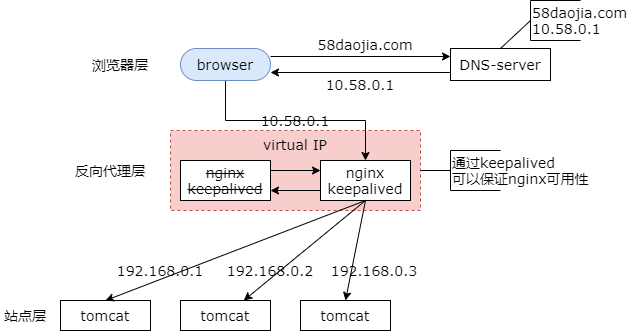 58daojia.com
10.58.0.1
58daojia.com
浏览器层
browser
DNS-server
10.58.0.1
10.58.0.1
virtual IP
反向代理层
nginx
keepalived
nginx
keepalived
通过keepalived
可以保证nginx可用性
192.168.0.1
192.168.0.2
192.168.0.3
站点层
tomcat
tomcat
tomcat